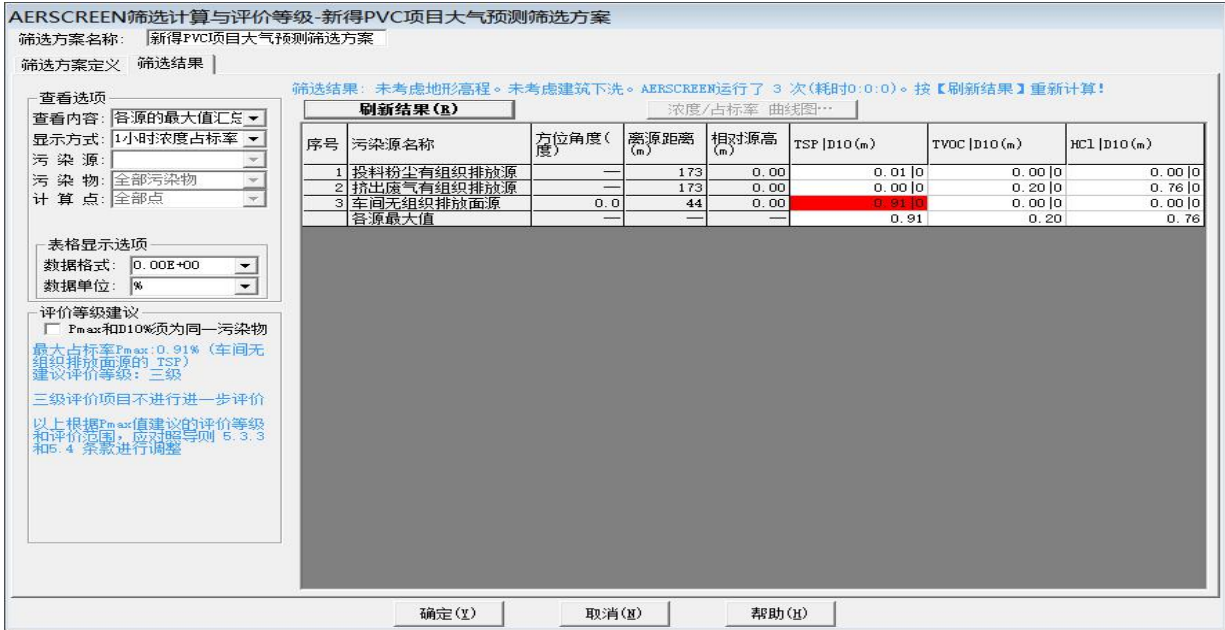 AERSCREEN筛选计算与评价等级-新得PVC项目大气预测筛选方案
筛选方案名称: 新得PVC项目大气预测筛选方案
筛选方案定义 筛选结果
筛选结果: 未考虑地形高程。未考虑建筑下洗。AERSCREEN运行了 3 次(耗时0:0:0)。按【刷新结果】重新计算!
刷新结果(R) 浓度/占标率 曲线图…
查看选项
查看内容: 各源的最大值汇总
显示方式: 1小时浓度占标率
污 染 源:
污 染 物: 全部污染物
计 算 点: 全部点
表格显示选项
数据格式: 0.00E+00
数据单位: %
评价等级建议
Pmax和D10%须为同一污染物
最大占标率Pmax:0.91% (车间无
组织排放面源的 TSP)
建议评价等级: 三级
三级评价项目不进行进一步评价
以上根据Pmax值建议的评价等级
和评价范围,应对照导则 5.3.3
和5.4 条款进行调整
序号 污染源名称 方位角度(度) 离源距离(m) 相对源高(m) TSP|D10(m) TVOC|D10(m) HCl|D10(m)
1 投料粉尘有组织排放源 — 173 0.00 0.01|0 0.00|0 0.00|0
2 挤出废气有组织排放源 — 173 0.00 0.00|0 0.20|0 0.76|0
3 车间无组织排放面源 0.0 44 0.00 0.91|0 0.00|0 0.00|0
各源最大值 — — — 0.91 0.20 0.76
确定(Y) 取消(N) 帮助(H)